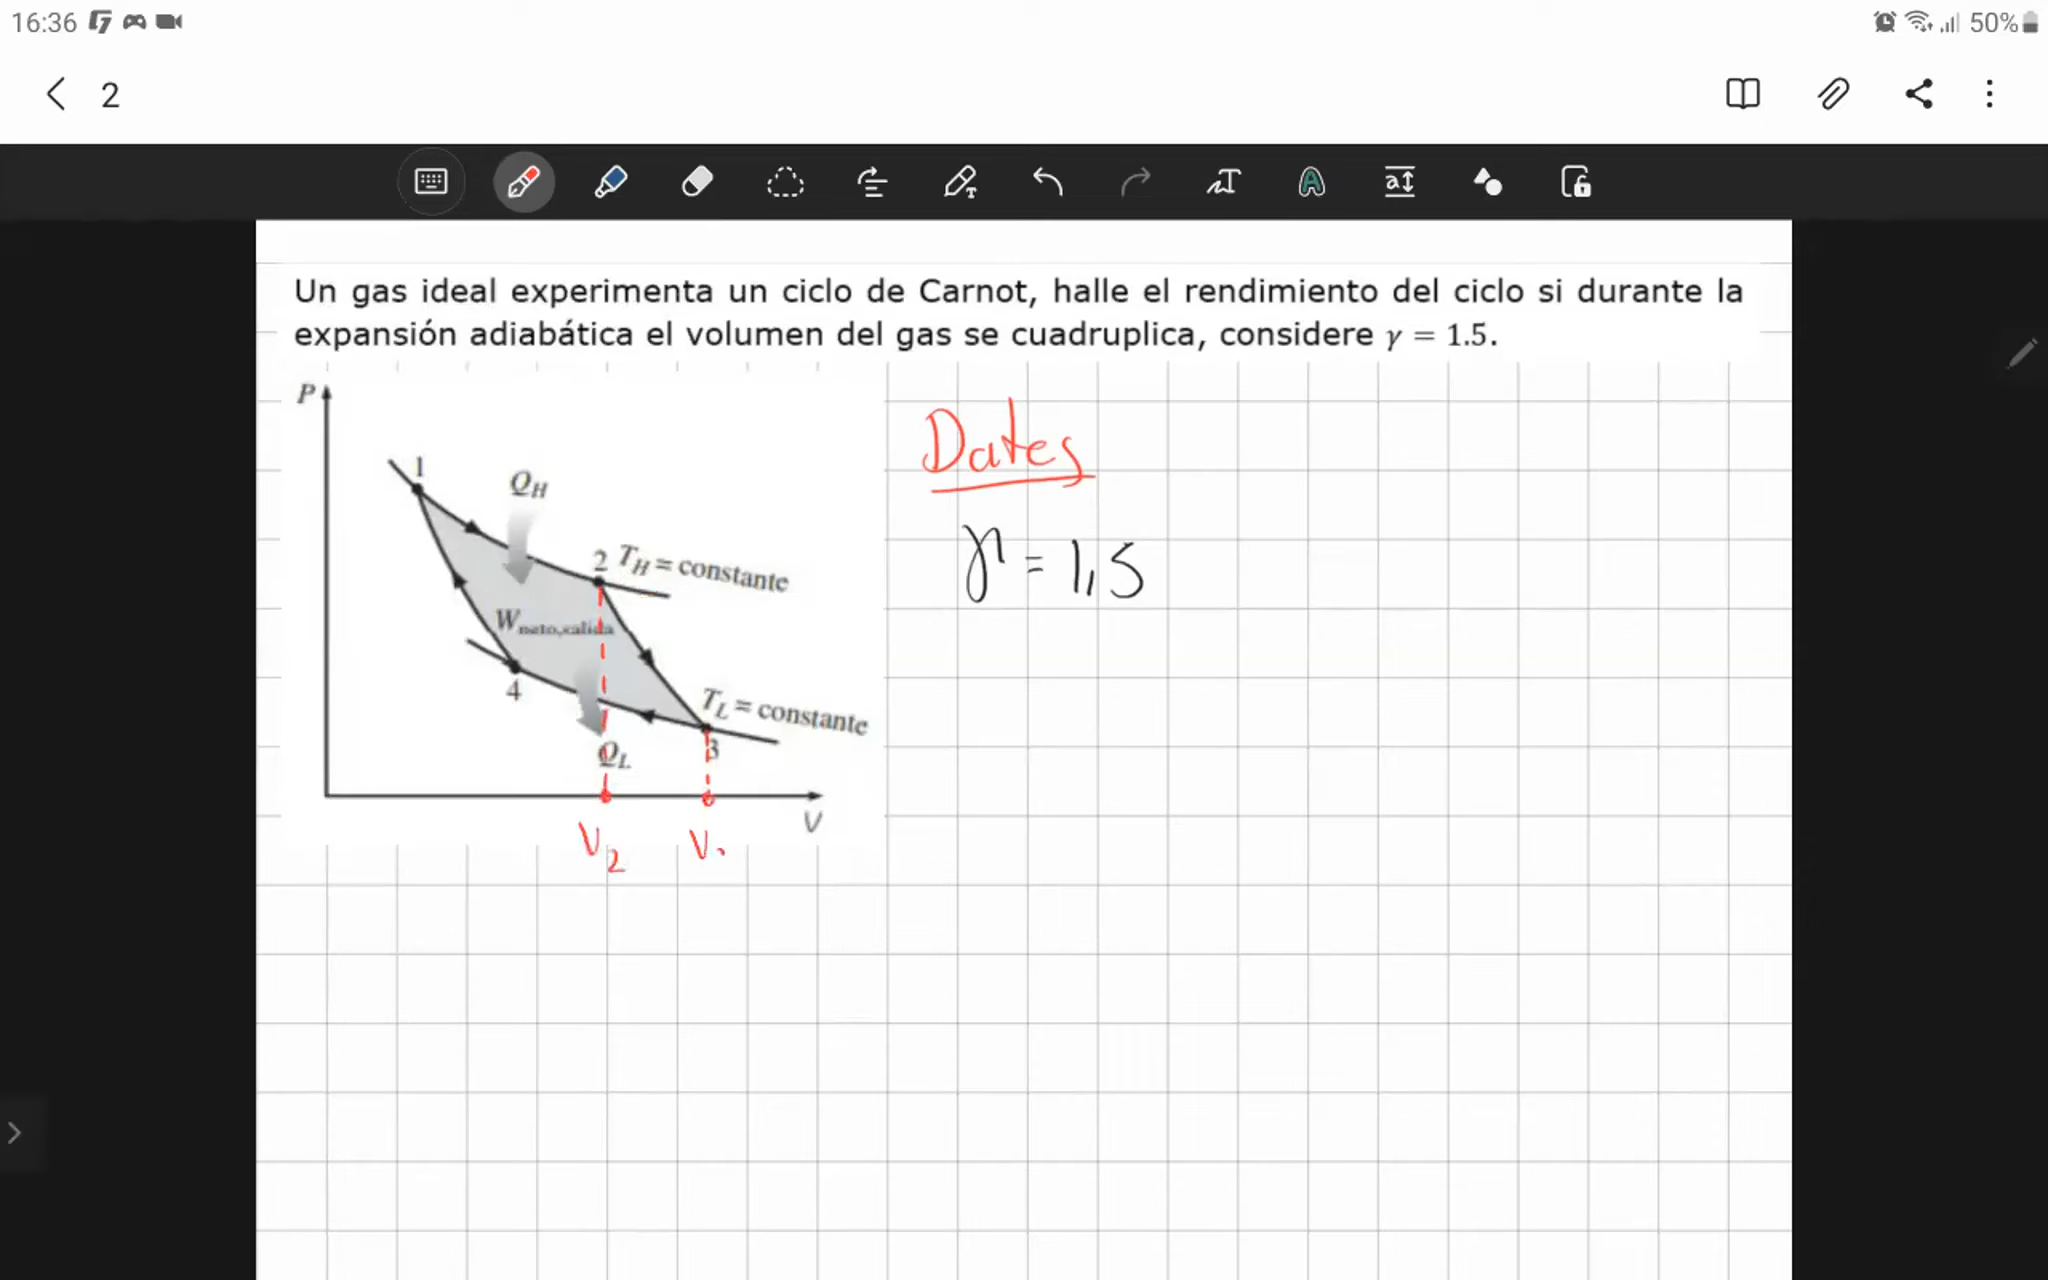 16:36
50%
2
Un gas ideal experimenta un ciclo de Carnot, halle el rendimiento del ciclo si durante la
expansión adiabática el volumen del gas se cuadruplica, considere γ = 1.5.
P
1
Q_H
2
T_H = constante
W_neto,salida
4
T_L = constante
3
Q_L
V
V_2
V.
Dates
γ = 1,5